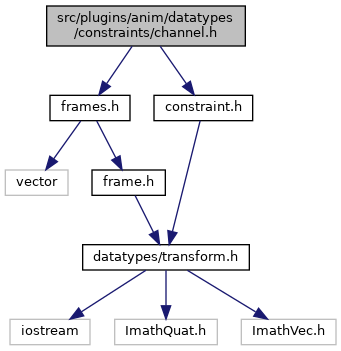 src/plugins/anim/datatypes
/constraints/channel.h
frames.h
constraint.h
vector
frame.h
datatypes/transform.h
iostream
ImathQuat.h
ImathVec.h